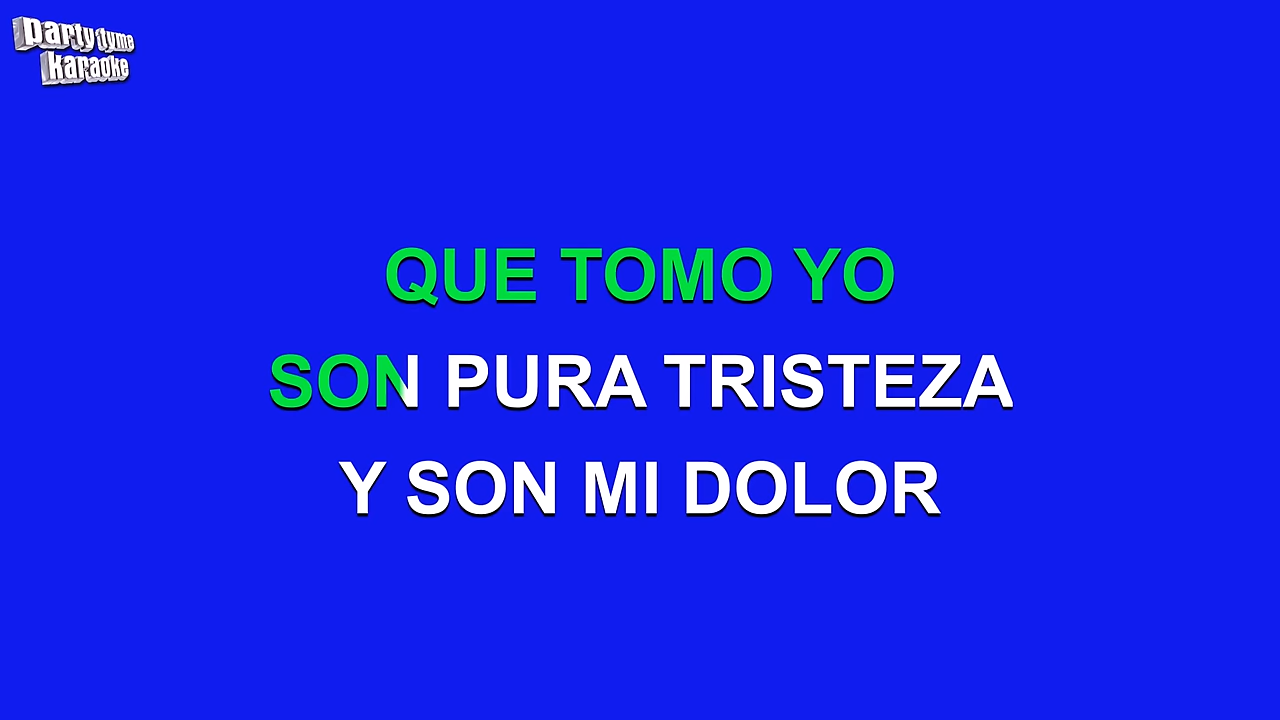 party tyme
karaoke
QUE TOMO YO
SON PURA TRISTEZA
Y SON MI DOLOR